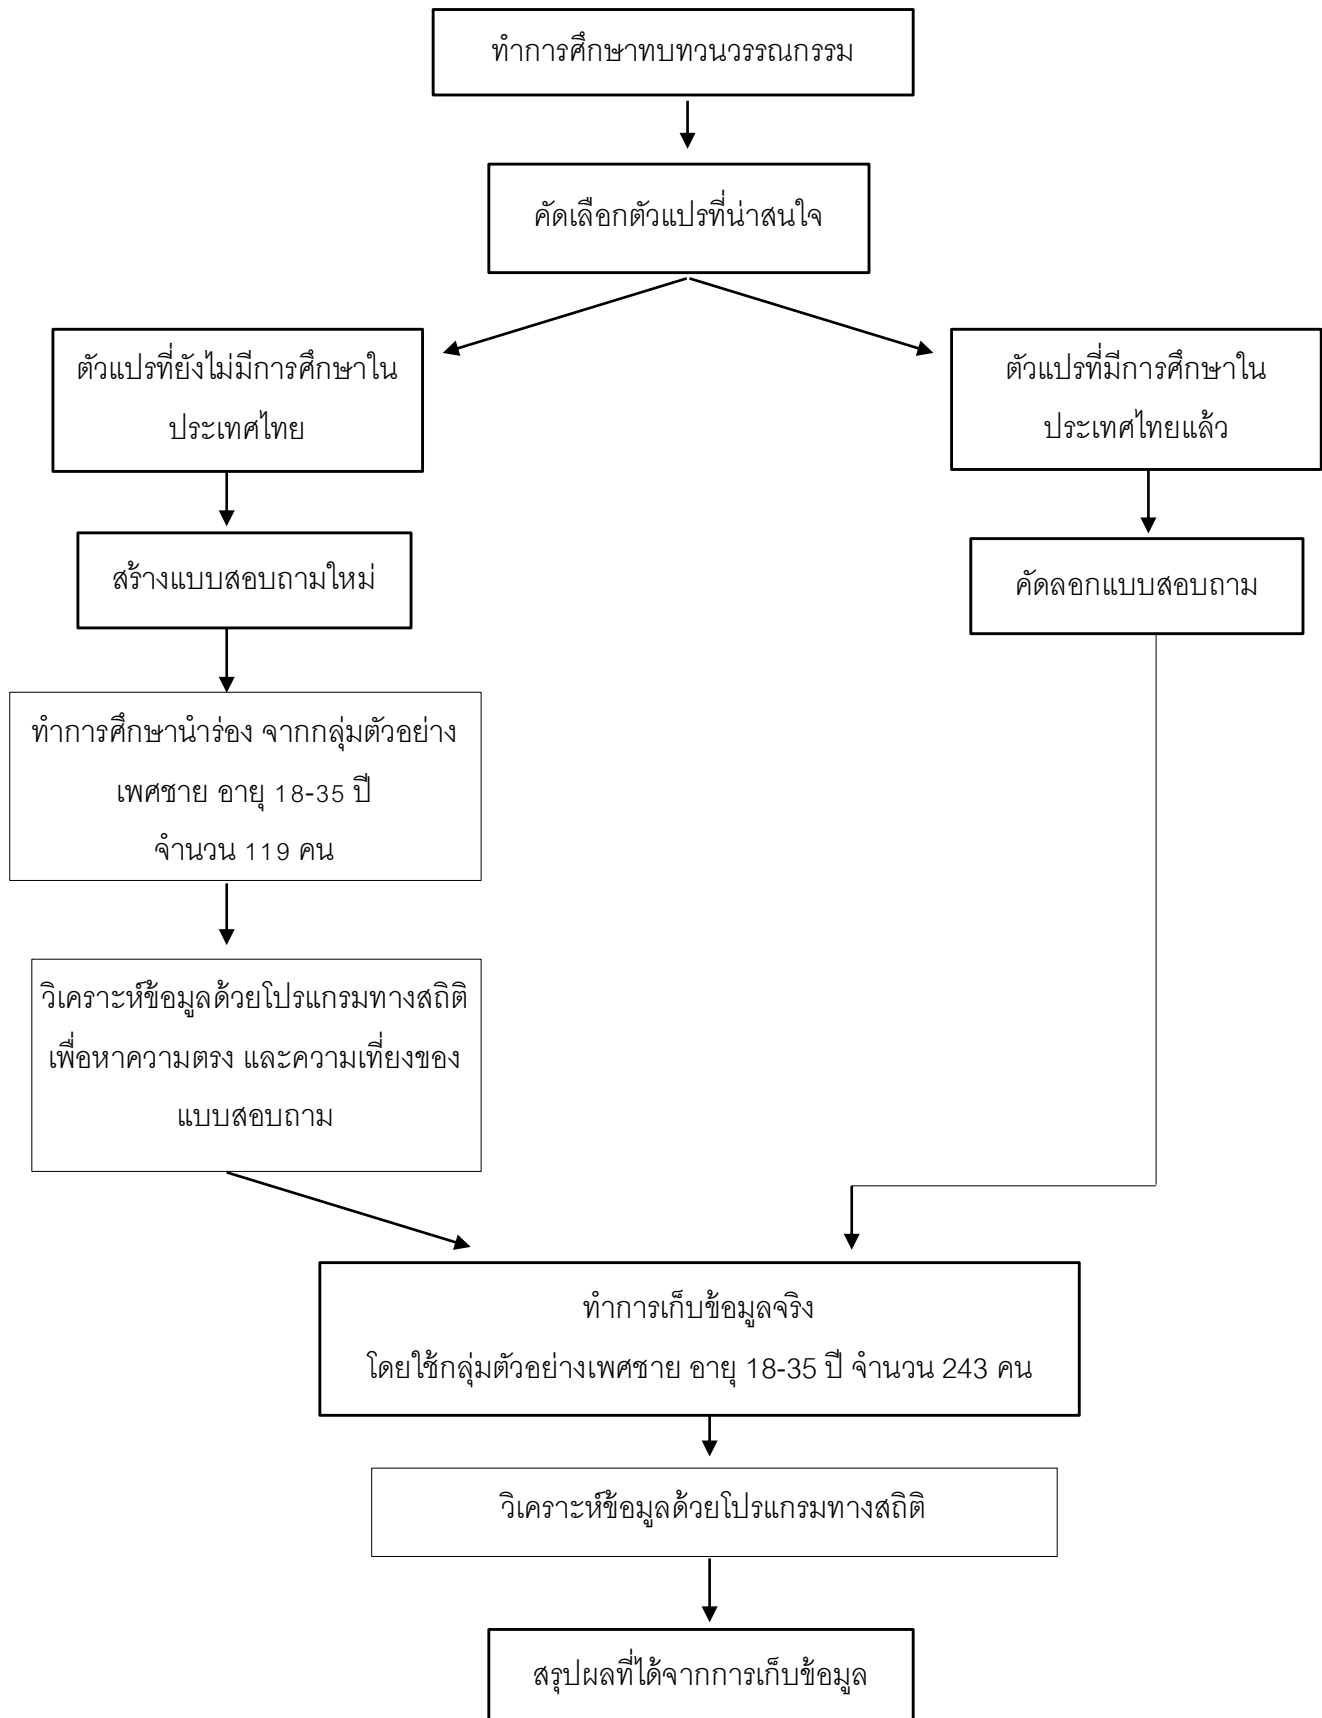 ทำการศึกษาทบทวนวรรณกรรม
คัดเลือกตัวแปรที่น่าสนใจ
ตัวแปรที่ยังไม่มีการศึกษาใน
ประเทศไทย
ตัวแปรที่มีการศึกษาใน
ประเทศไทยแล้ว
สร้างแบบสอบถามใหม่
คัดลอกแบบสอบถาม
ทำการศึกษานำร่อง จากกลุ่มตัวอย่าง
เพศชาย อายุ 18-35 ปี
จำนวน 119 คน
วิเคราะห์ข้อมูลด้วยโปรแกรมทางสถิติ
เพื่อหาความตรง และความเที่ยงของ
แบบสอบถาม
ทำการเก็บข้อมูลจริง
โดยใช้กลุ่มตัวอย่างเพศชาย อายุ 18-35 ปี จำนวน 243 คน
วิเคราะห์ข้อมูลด้วยโปรแกรมทางสถิติ
สรุปผลที่ได้จากการเก็บข้อมูล